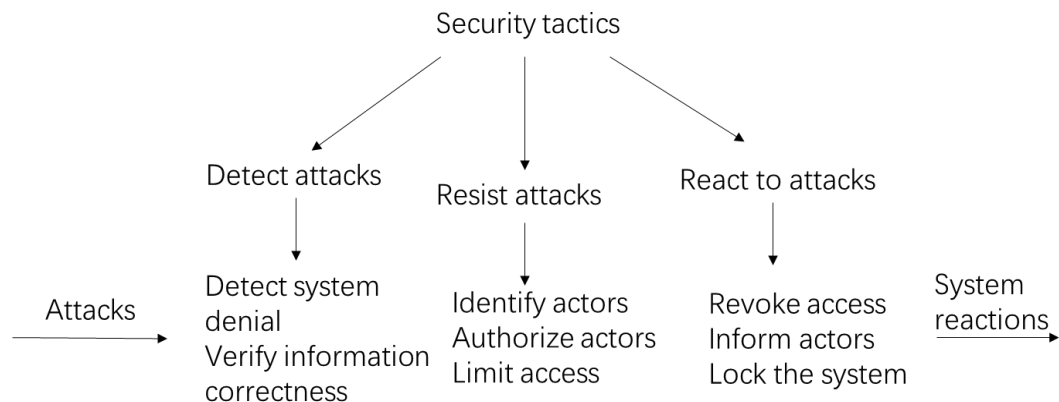 Security tactics
Detect attacks
Resist attacks
React to attacks
Attacks
Detect system
denial
Verify information
correctness
Identify actors
Authorize actors
Limit access
Revoke access
Inform actors
Lock the system
System
reactions